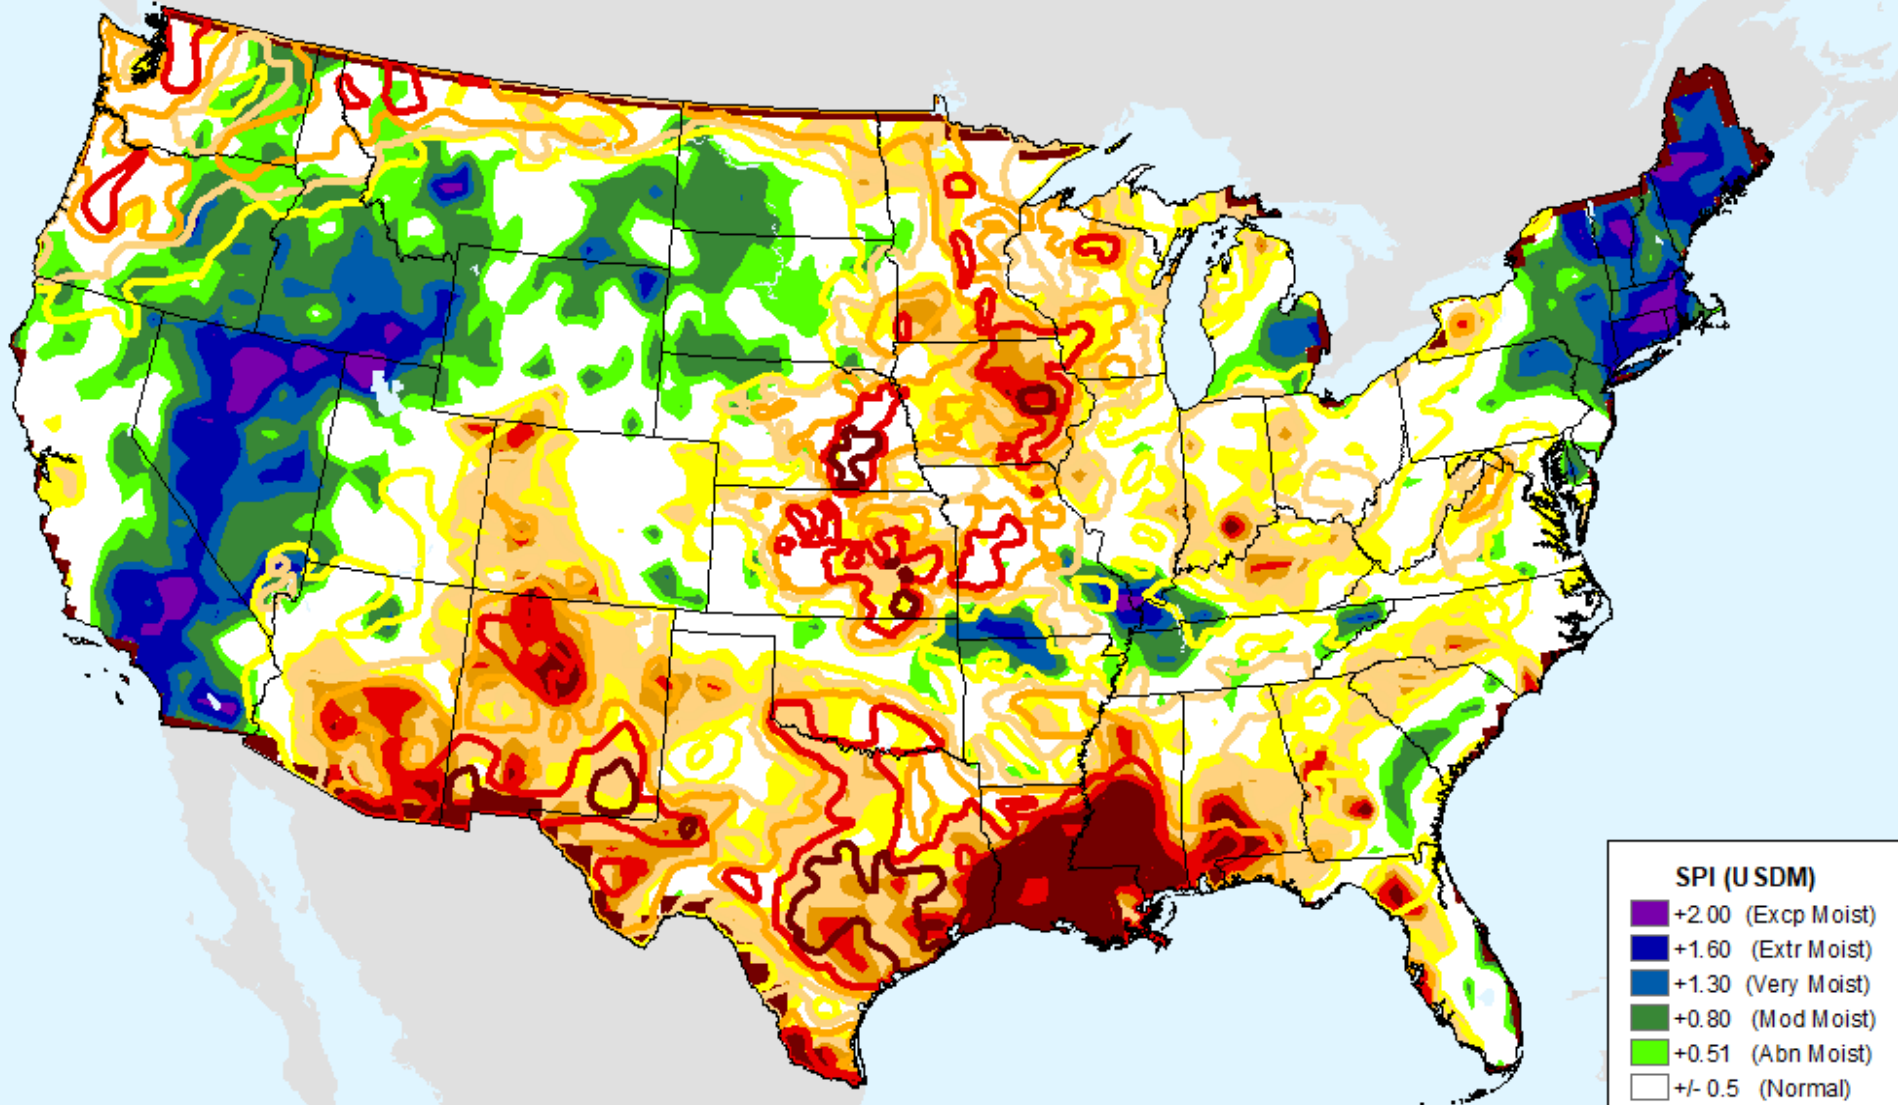 SPI (USDM)
+2.00 (Excp Moist)
+1.60 (Extr Moist)
+1.30 (Very Moist)
+0.80 (Mod Moist)
+0.51 (Abn Moist)
+/- 0.5 (Normal)